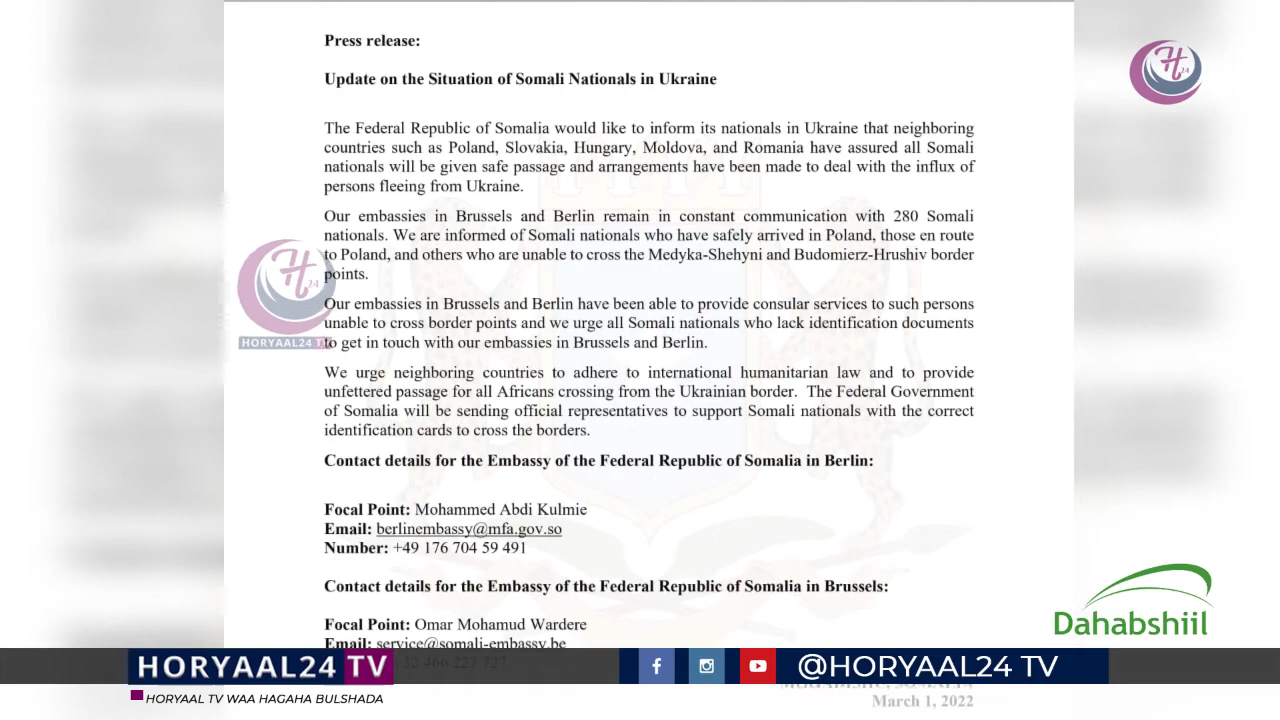 Press release:
Update on the Situation of Somali Nationals in Ukraine
The Federal Republic of Somalia would like to inform its nationals in Ukraine that neighboring
countries such as Poland, Slovakia, Hungary, Moldova, and Romania have assured all Somali
nationals will be given safe passage and arrangements have been made to deal with the influx of
persons fleeing from Ukraine.
Our embassies in Brussels and Berlin remain in constant communication with 280 Somali
nationals. We are informed of Somali nationals who have safely arrived in Poland, those en route
to Poland, and others who are unable to cross the Medyka-Shehyni and Budomierz-Hrushiv border
points.
Our embassies in Brussels and Berlin have been able to provide consular services to such persons
unable to cross border points and we urge all Somali nationals who lack identification documents
to get in touch with our embassies in Brussels and Berlin.
We urge neighboring countries to adhere to international humanitarian law and to provide
unfettered passage for all Africans crossing from the Ukrainian border. The Federal Government
of Somalia will be sending official representatives to support Somali nationals with the correct
identification cards to cross the borders.
Contact details for the Embassy of the Federal Republic of Somalia in Berlin:
Focal Point: Mohammed Abdi Kulmie
Email: berlinembassy@mfa.gov.so
Number: +49 176 704 59 491
Contact details for the Embassy of the Federal Republic of Somalia in Brussels:
Focal Point: Omar Mohamud Wardere
Email: service@somali-embassy.be
March 1, 2022
H 24
H 24
HORYAAL24 TV
Dahabshiil
HORYAAL24 TV
@HORYAAL24 TV
HORYAAL TV WAA HAGAHA BULSHADA